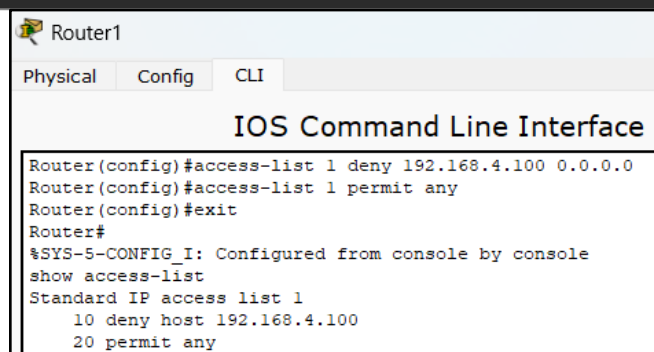 Router1
Physical Config CLI
IOS Command Line Interface
Router(config)#access-list 1 deny 192.168.4.100 0.0.0.0
Router(config)#access-list 1 permit any
Router(config)#exit
Router#
%SYS-5-CONFIG_I: Configured from console by console
show access-list
Standard IP access list 1
    10 deny host 192.168.4.100
    20 permit any